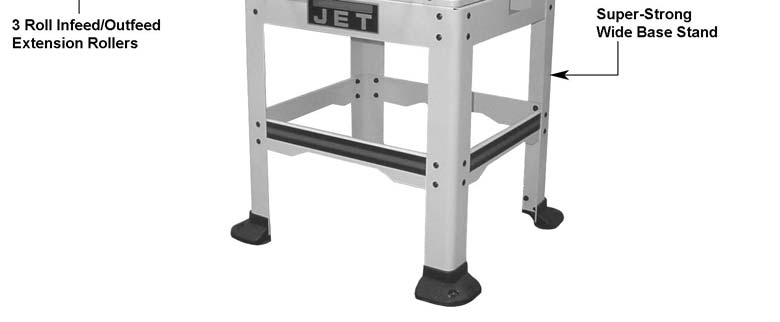 JET
3 Roll Infeed/Outfeed
Extension Rollers
Super-Strong
Wide Base Stand